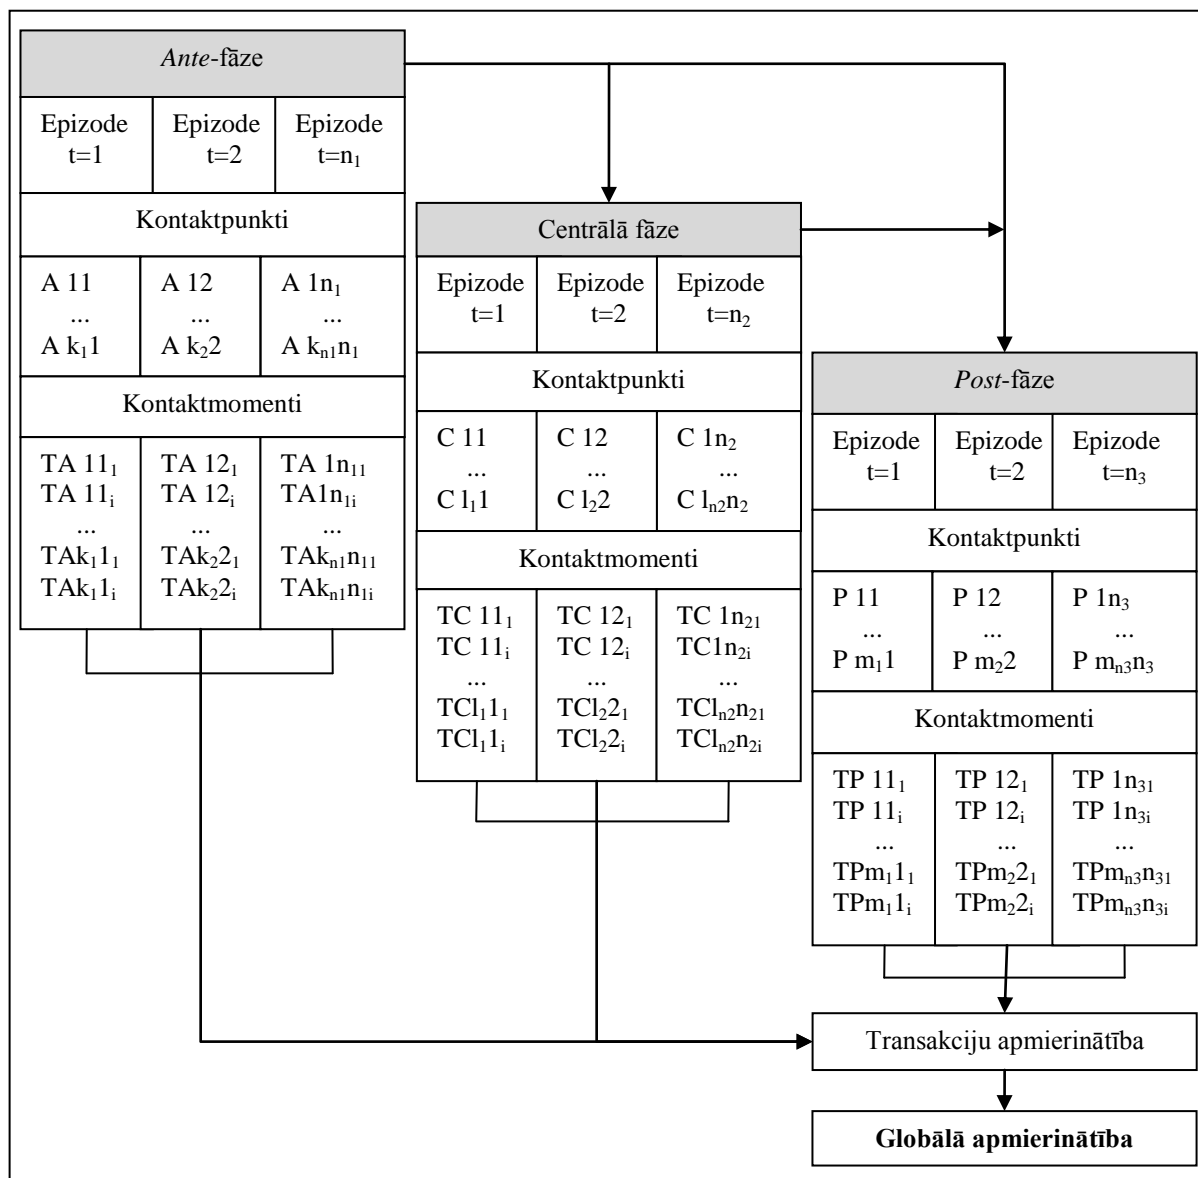 Ante-fāze
Epizode Epizode Epizode
t=1 t=2 t=n₁
Kontaktpunkti
A 11 A 12 A 1n₁
... ... ...
A k₁1 A k₂2 A kₙ₁n₁
Kontaktmomenti
TA 11₁ TA 12₁ TA 1n₁₁
TA 11ᵢ TA 12ᵢ TA1n₁ᵢ
... ... ...
TAk₁1₁ TAk₂2₁ TAkₙ₁n₁₁
TAk₁1ᵢ TAk₂2ᵢ TAkₙ₁n₁ᵢ
Centrālā fāze
Epizode Epizode Epizode
t=1 t=2 t=n₂
Kontaktpunkti
C 11 C 12 C 1n₂
... ... ...
C l₁1 C l₂2 C lₙ₂n₂
Kontaktmomenti
TC 11₁ TC 12₁ TC 1n₂₁
TC 11ᵢ TC 12ᵢ TC1n₂ᵢ
... ... ...
TCl₁1₁ TCl₂2₁ TClₙ₂n₂₁
TCl₁1ᵢ TCl₂2ᵢ TClₙ₂n₂ᵢ
Post-fāze
Epizode Epizode Epizode
t=1 t=2 t=n₃
Kontaktpunkti
P 11 P 12 P 1n₃
... ... ...
P m₁1 P m₂2 P mₙ₃n₃
Kontaktmomenti
TP 11₁ TP 12₁ TP 1n₃₁
TP 11ᵢ TP 12ᵢ TP 1n₃ᵢ
... ... ...
TPm₁1₁ TPm₂2₁ TPmₙ₃n₃₁
TPm₁1ᵢ TPm₂2ᵢ TPmₙ₃n₃ᵢ
Transakciju apmierinātība
Globālā apmierinātība